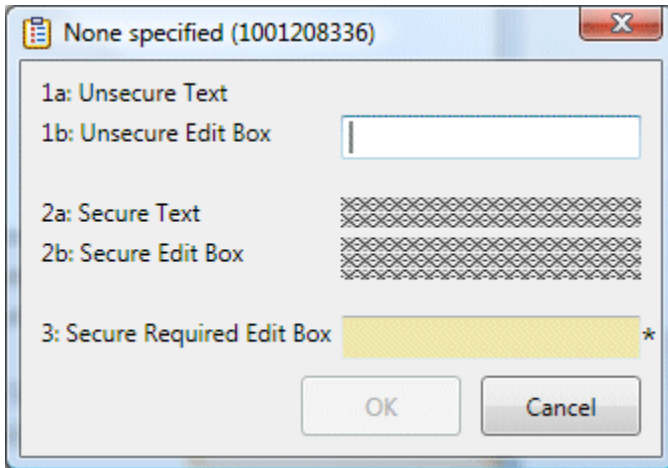 None specified (1001208336)
1a: Unsecure Text
1b: Unsecure Edit Box
2a: Secure Text
2b: Secure Edit Box
3: Secure Required Edit Box *
OK Cancel